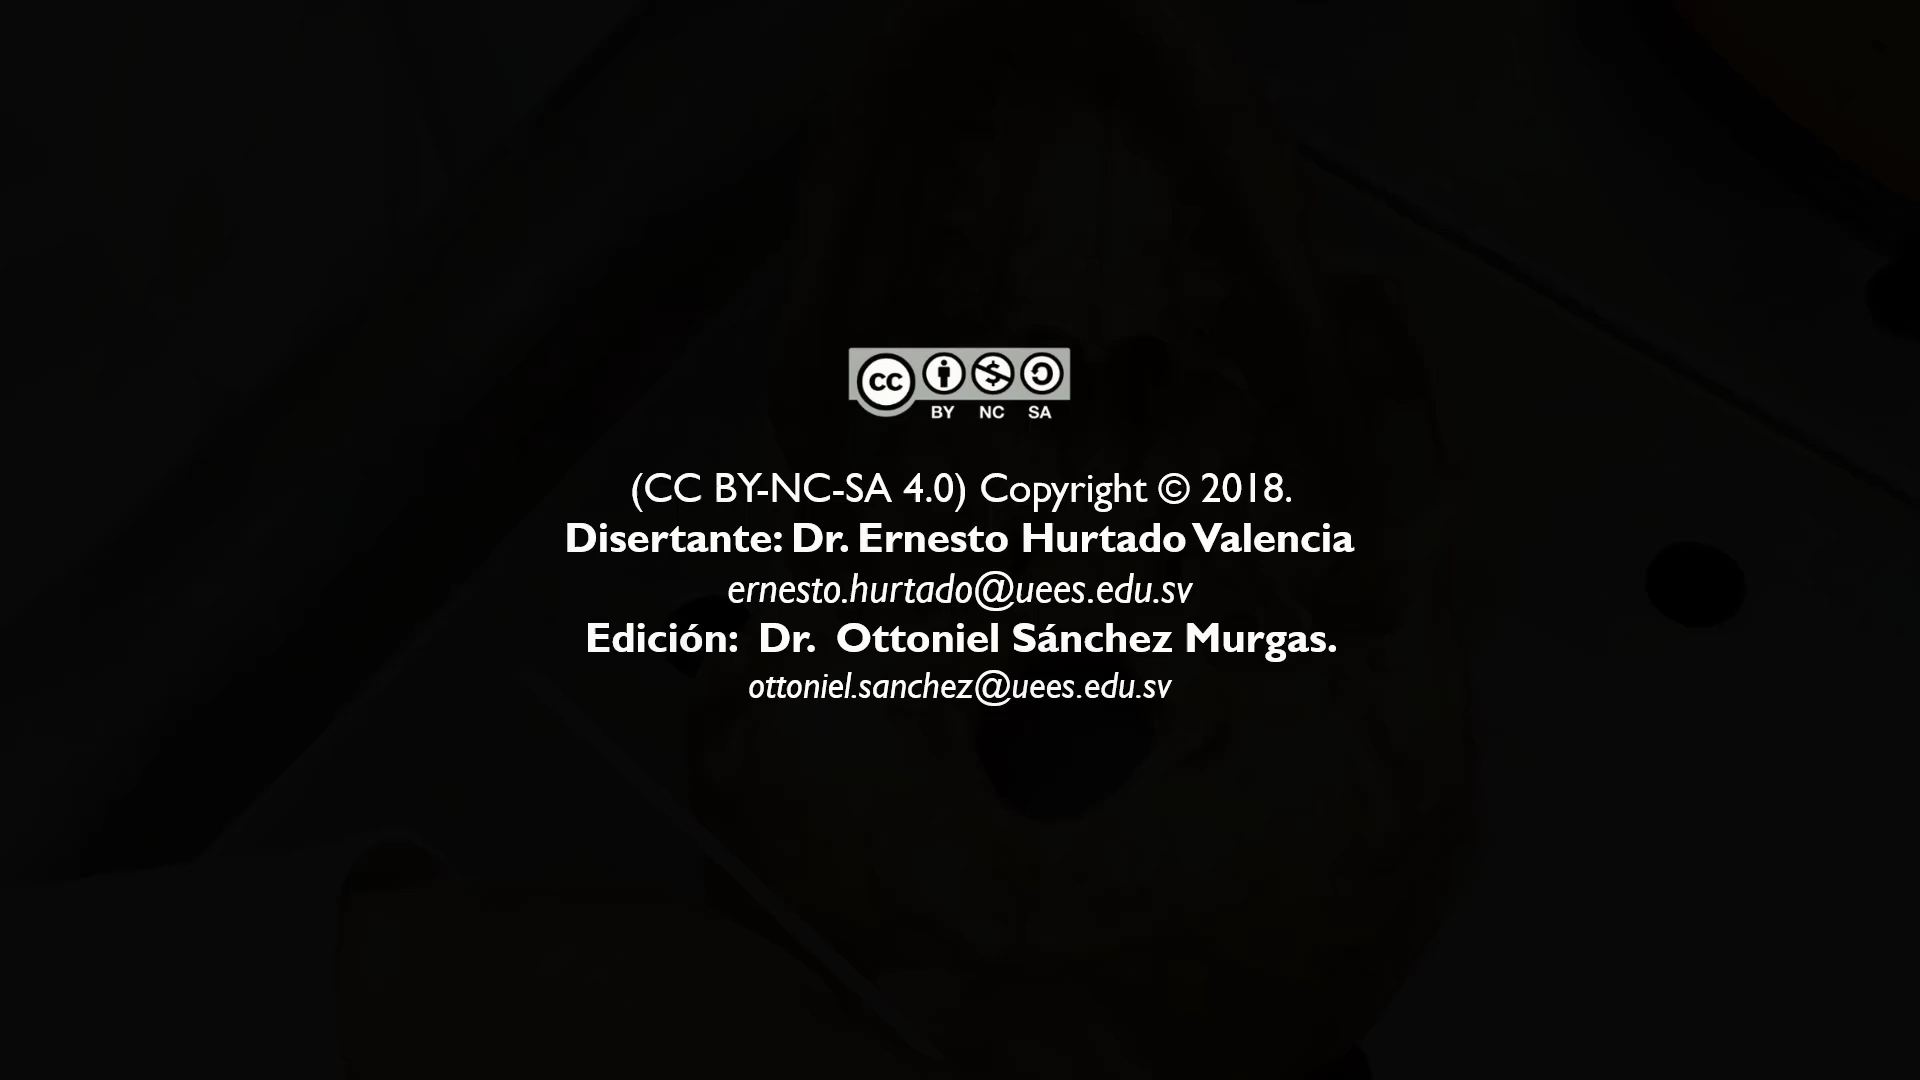 CC
BY NC SA
(CC BY-NC-SA 4.0) Copyright © 2018.
Disertante: Dr. Ernesto Hurtado Valencia
ernesto.hurtado@uees.edu.sv
Edición: Dr. Ottoniel Sánchez Murgas.
ottoniel.sanchez@uees.edu.sv